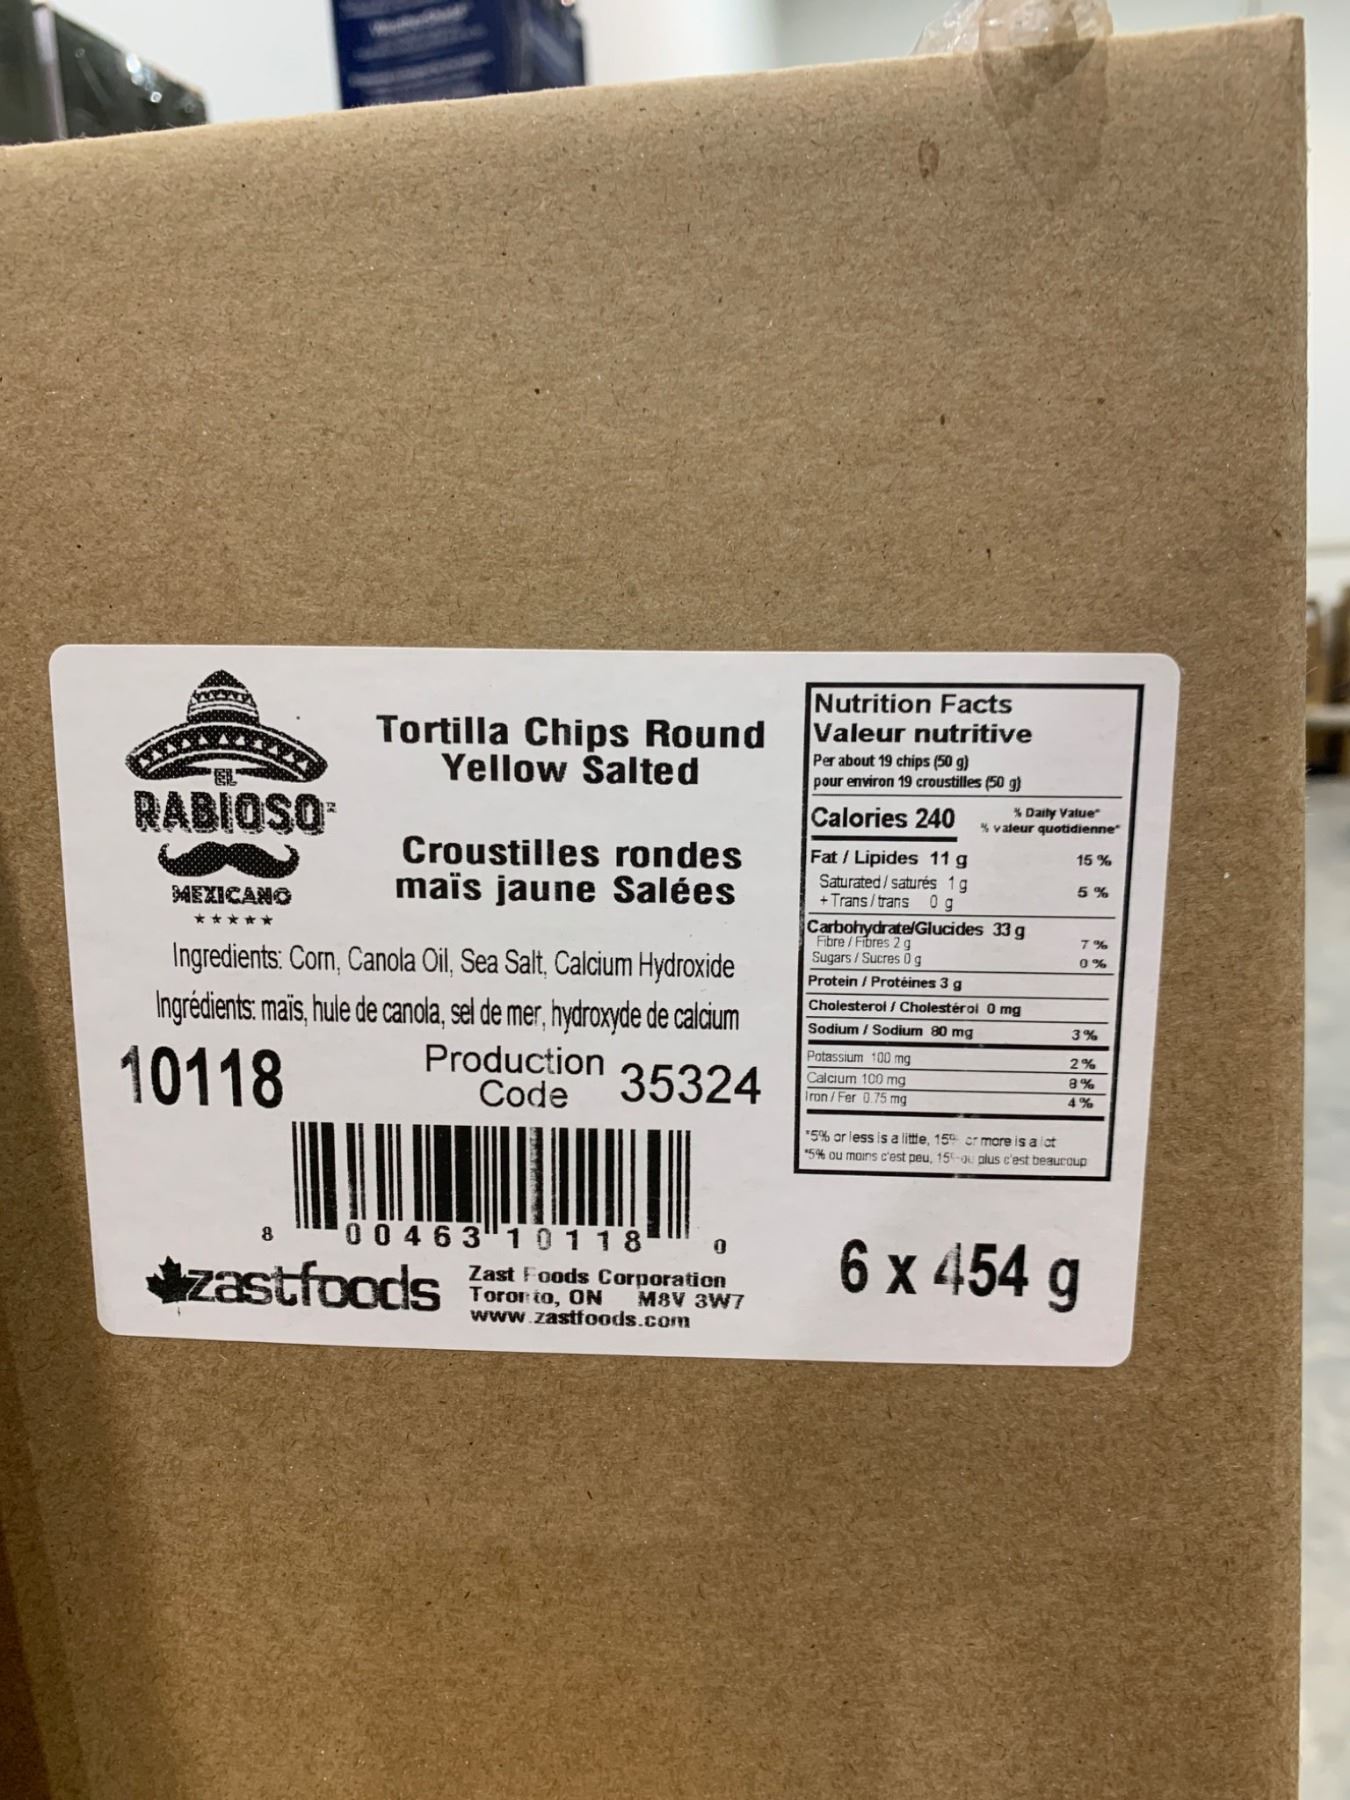 EL
RABIOSO
MEXICANO
Tortilla Chips Round
Yellow Salted
Croustilles rondes
maïs jaune Salées
Ingredients: Corn, Canola Oil, Sea Salt, Calcium Hydroxide
Ingrédients: maïs, hule de canola, sel de mer, hydroxyde de calcium
10118
Production
Code
35324
8 00463 10118 0
zastfoods
Zast Foods Corporation
Toronto, ON M8V 3W7
www.zastfoods.com
Nutrition Facts
Valeur nutritive
Per about 19 chips (50 g)
pour environ 19 croustilles (50 g)
Calories 240
% Daily Value*
% valeur quotidienne*
Fat / Lipides 11 g 15 %
Saturated / saturés 1 g
+ Trans / trans 0 g
5 %
Carbohydrate/Glucides 33 g
Fibre / Fibres 2 g 7 %
Sugars / Sucres 0 g 0 %
Protein / Protéines 3 g
Cholesterol / Cholestérol 0 mg
Sodium / Sodium 80 mg 3 %
Potassium 100 mg 2 %
Calcium 100 mg 8 %
Iron / Fer 0.75 mg 4 %
*5% or less is a little, 15% or more is a lot
*5% ou moins c'est peu, 15% ou plus c'est beaucoup
6 x 454 g